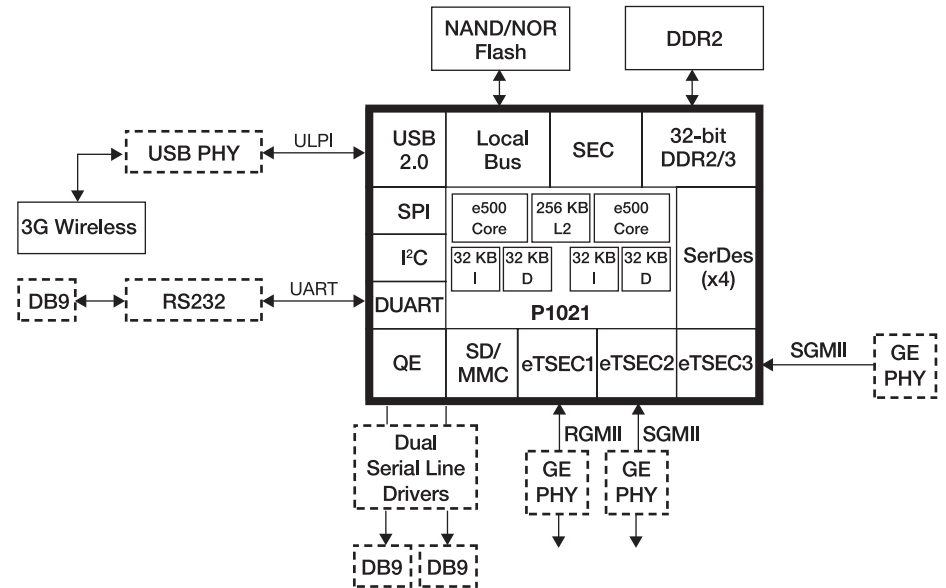 NAND/NOR
Flash
DDR2
USB PHY
ULPI
USB
2.0
Local
Bus
SEC
32-bit
DDR2/3
3G Wireless
SPI
e500
Core
256 KB
L2
e500
Core
I²C
32 KB
I
32 KB
D
32 KB
I
32 KB
D
SerDes
(x4)
DB9
RS232
UART
DUART
P1021
QE
SD/
MMC
eTSEC1
eTSEC2
eTSEC3
SGMII
GE
PHY
Dual
Serial Line
Drivers
RGMII
SGMII
GE
PHY
GE
PHY
DB9
DB9